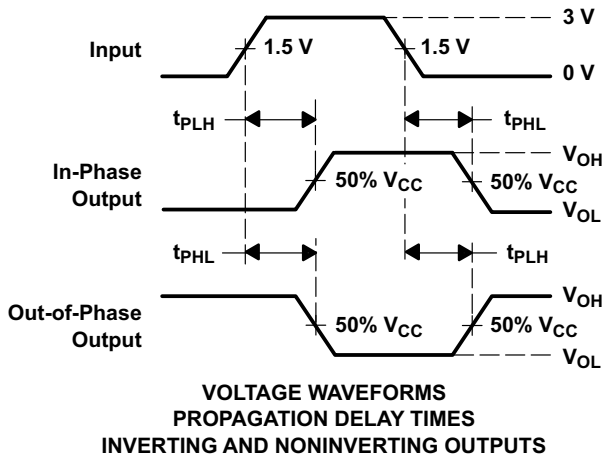 3 V
Input
1.5 V
1.5 V
0 V
tPLH
tPHL
VOH
In-Phase
Output
50% VCC
50% VCC
VOL
tPHL
tPLH
VOH
Out-of-Phase
Output
50% VCC
50% VCC
VOL
VOLTAGE WAVEFORMS
PROPAGATION DELAY TIMES
INVERTING AND NONINVERTING OUTPUTS